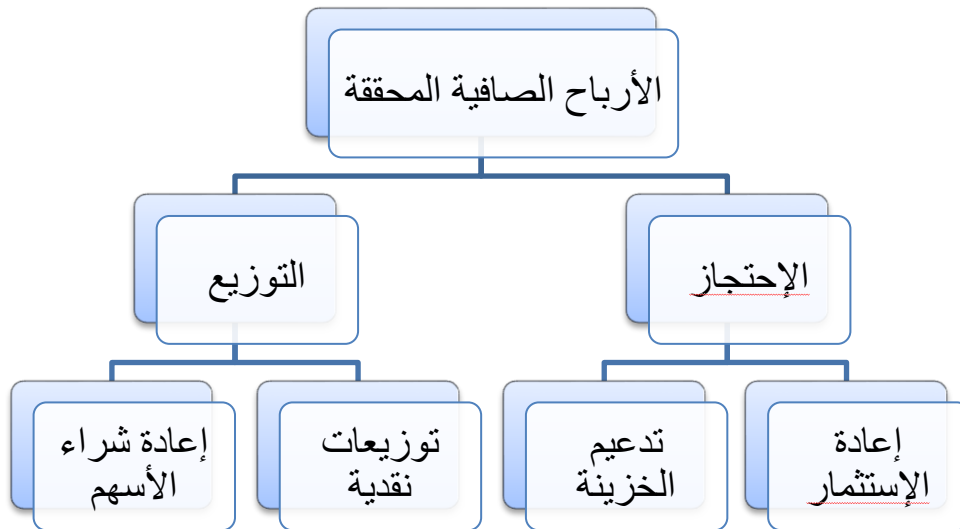 الأرباح الصافية المحققة
الإحتجاز
التوزيع
إعادة
الإستثمار
تدعيم
الخزينة
توزيعات
نقدية
إعادة شراء
الأسهم